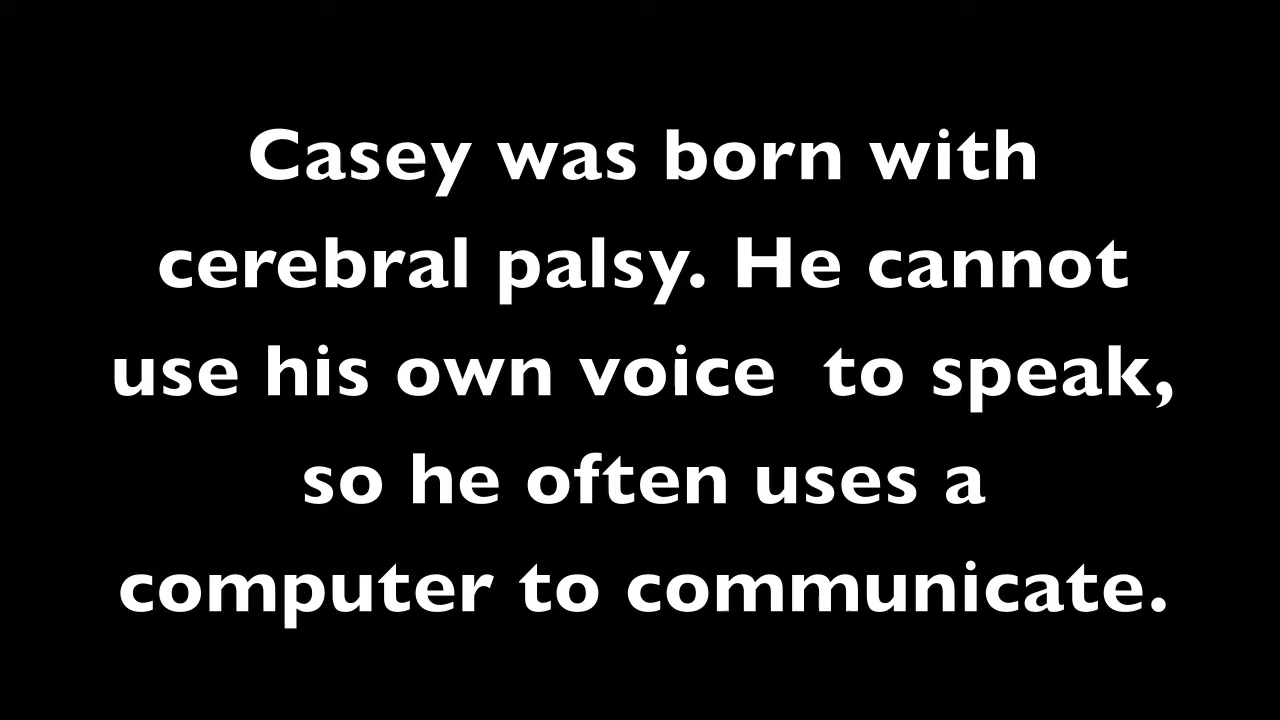 Casey was born with
cerebral palsy. He cannot
use his own voice  to speak,
so he often uses a
computer to communicate.